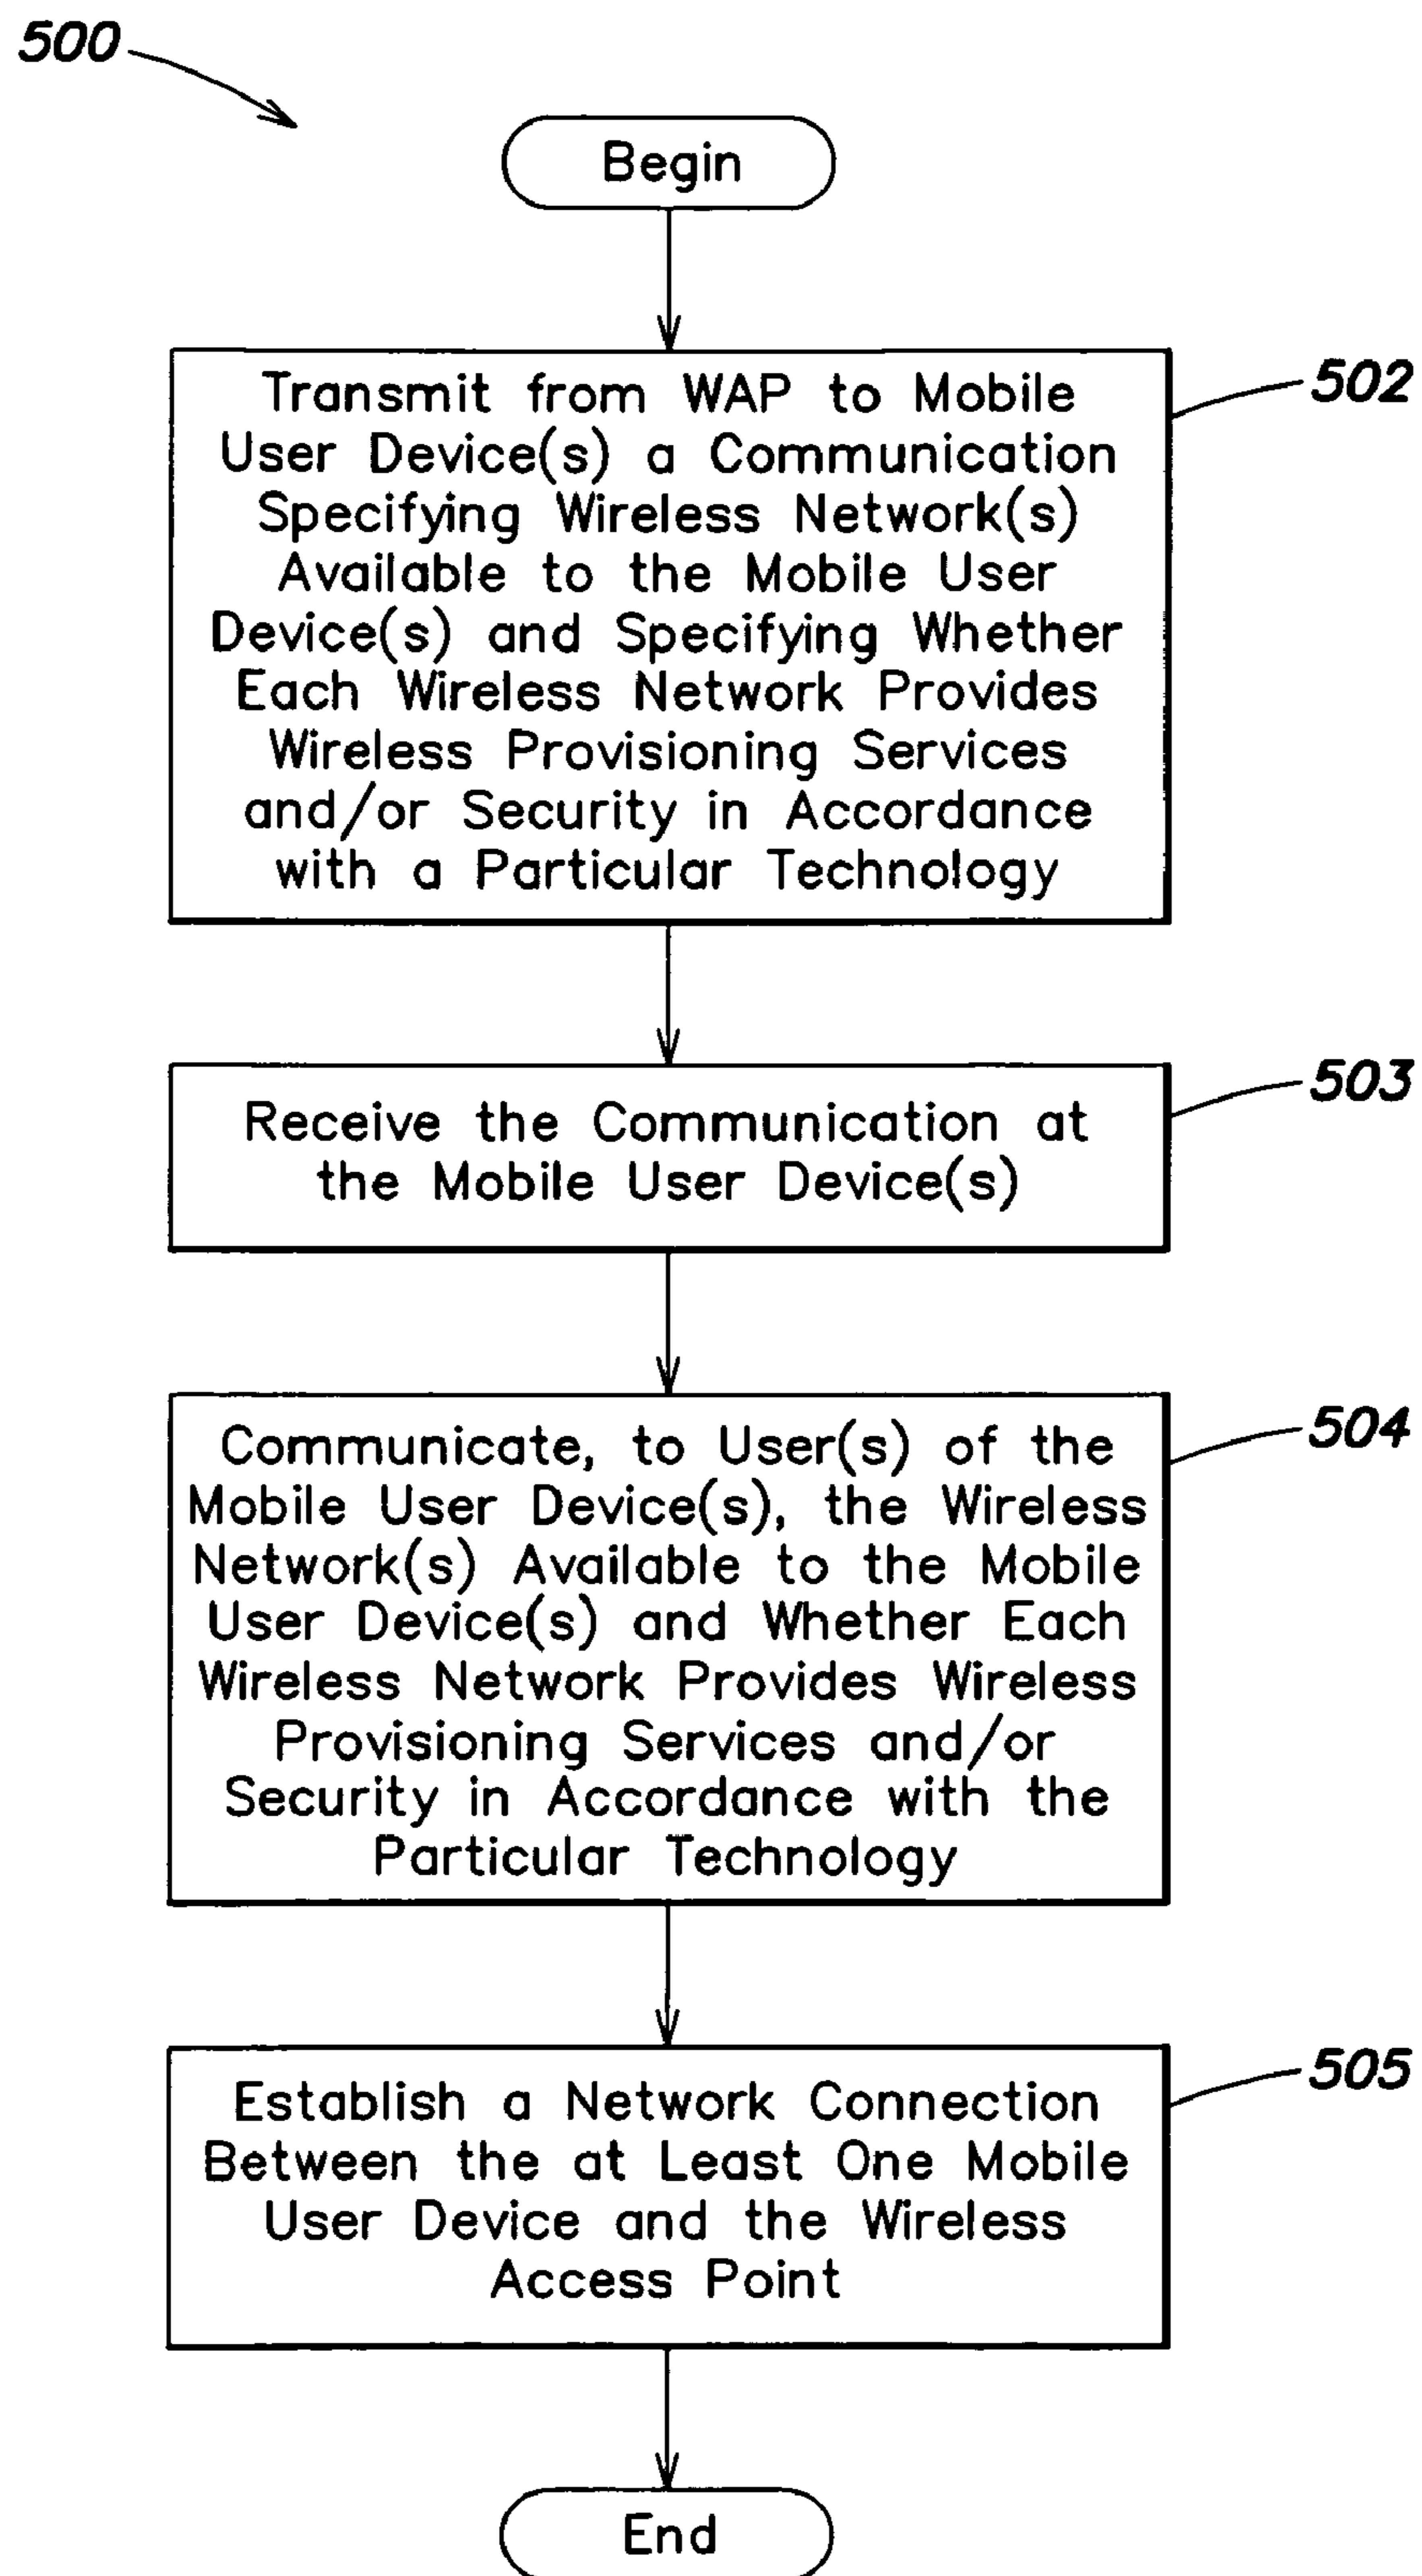 500
Begin
Transmit from WAP to Mobile
User Device(s) a Communication
Specifying Wireless Network(s)
Available to the Mobile User
Device(s) and Specifying Whether
Each Wireless Network Provides
Wireless Provisioning Services
and/or Security in Accordance
with a Particular Technology
502
Receive the Communication at
the Mobile User Device(s)
503
Communicate, to User(s) of the
Mobile User Device(s), the Wireless
Network(s) Available to the Mobile
User Device(s) and Whether Each
Wireless Network Provides Wireless
Provisioning Services and/or
Security in Accordance with the
Particular Technology
504
Establish a Network Connection
Between the at Least One Mobile
User Device and the Wireless
Access Point
505
End